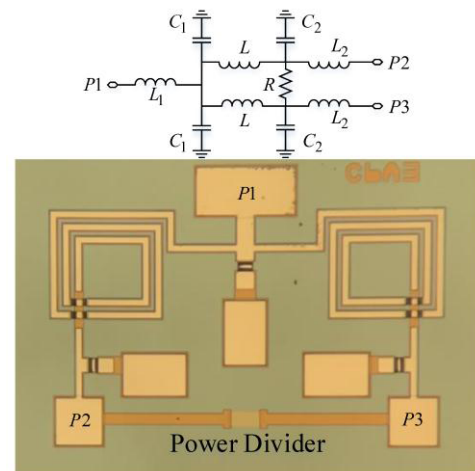 C1 C2
L L2 P2
P1 L1 R
L L2 P3
C1 C2
P1
P2 P3
Power Divider